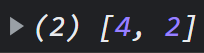 (2) [4, 2]